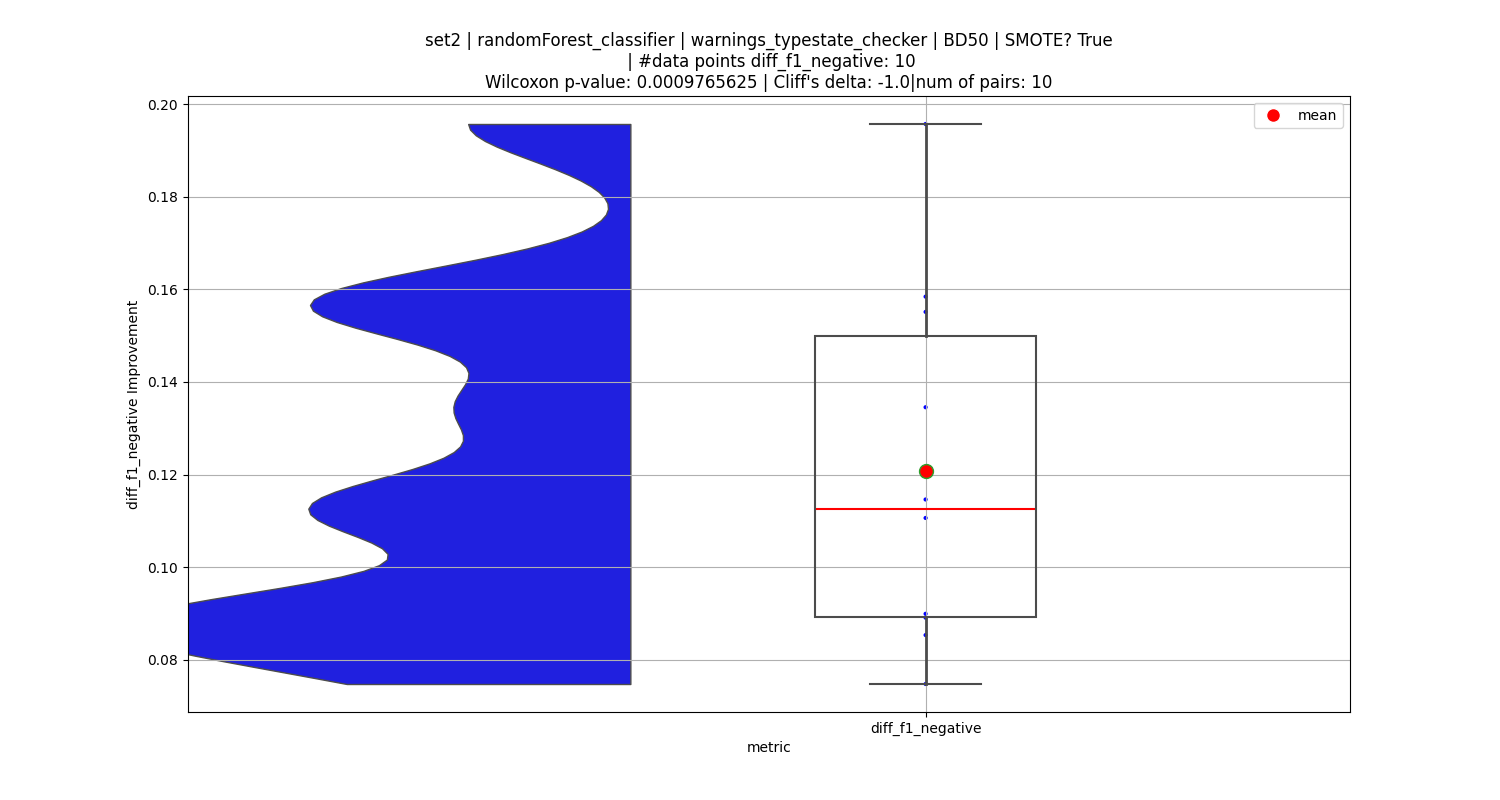 set2 | randomForest_classifier | warnings_typestate_checker | BD50 | SMOTE? True
| #data points diff_f1_negative: 10
Wilcoxon p-value: 0.0009765625 | Cliff's delta: -1.0|num of pairs: 10
mean
0.20
0.18
0.16
0.14
0.12
0.10
0.08
diff_f1_negative Improvement
diff_f1_negative
metric